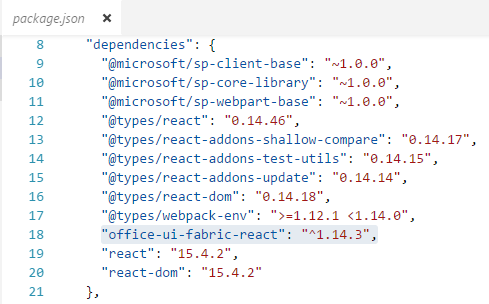 package.json ×
8 "dependencies": {
9 "@microsoft/sp-client-base": "~1.0.0",
10 "@microsoft/sp-core-library": "~1.0.0",
11 "@microsoft/sp-webpart-base": "~1.0.0",
12 "@types/react": "0.14.46",
13 "@types/react-addons-shallow-compare": "0.14.17",
14 "@types/react-addons-test-utils": "0.14.15",
15 "@types/react-addons-update": "0.14.14",
16 "@types/react-dom": "0.14.18",
17 "@types/webpack-env": ">=1.12.1 <1.14.0",
18 "office-ui-fabric-react": "^1.14.3",
19 "react": "15.4.2",
20 "react-dom": "15.4.2"
21 },